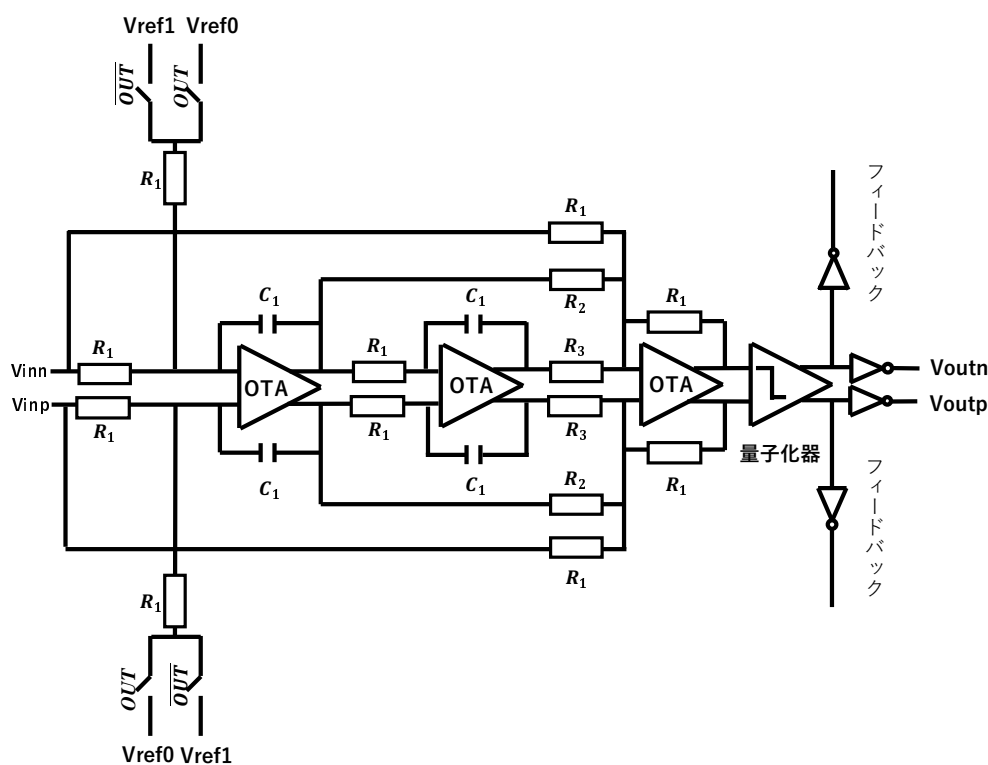 Vref1 Vref0
OUT
OUT
R1
フィードバック
R1
R2
C1
C1
R1
Vinn
R1
R1
R3
OTA
OTA
OTA
Voutn
Vinp
Voutp
R1
R1
R3
量子化器
C1
C1
R2
R1
フィードバック
R1
R1
OUT
OUT
Vref0 Vref1